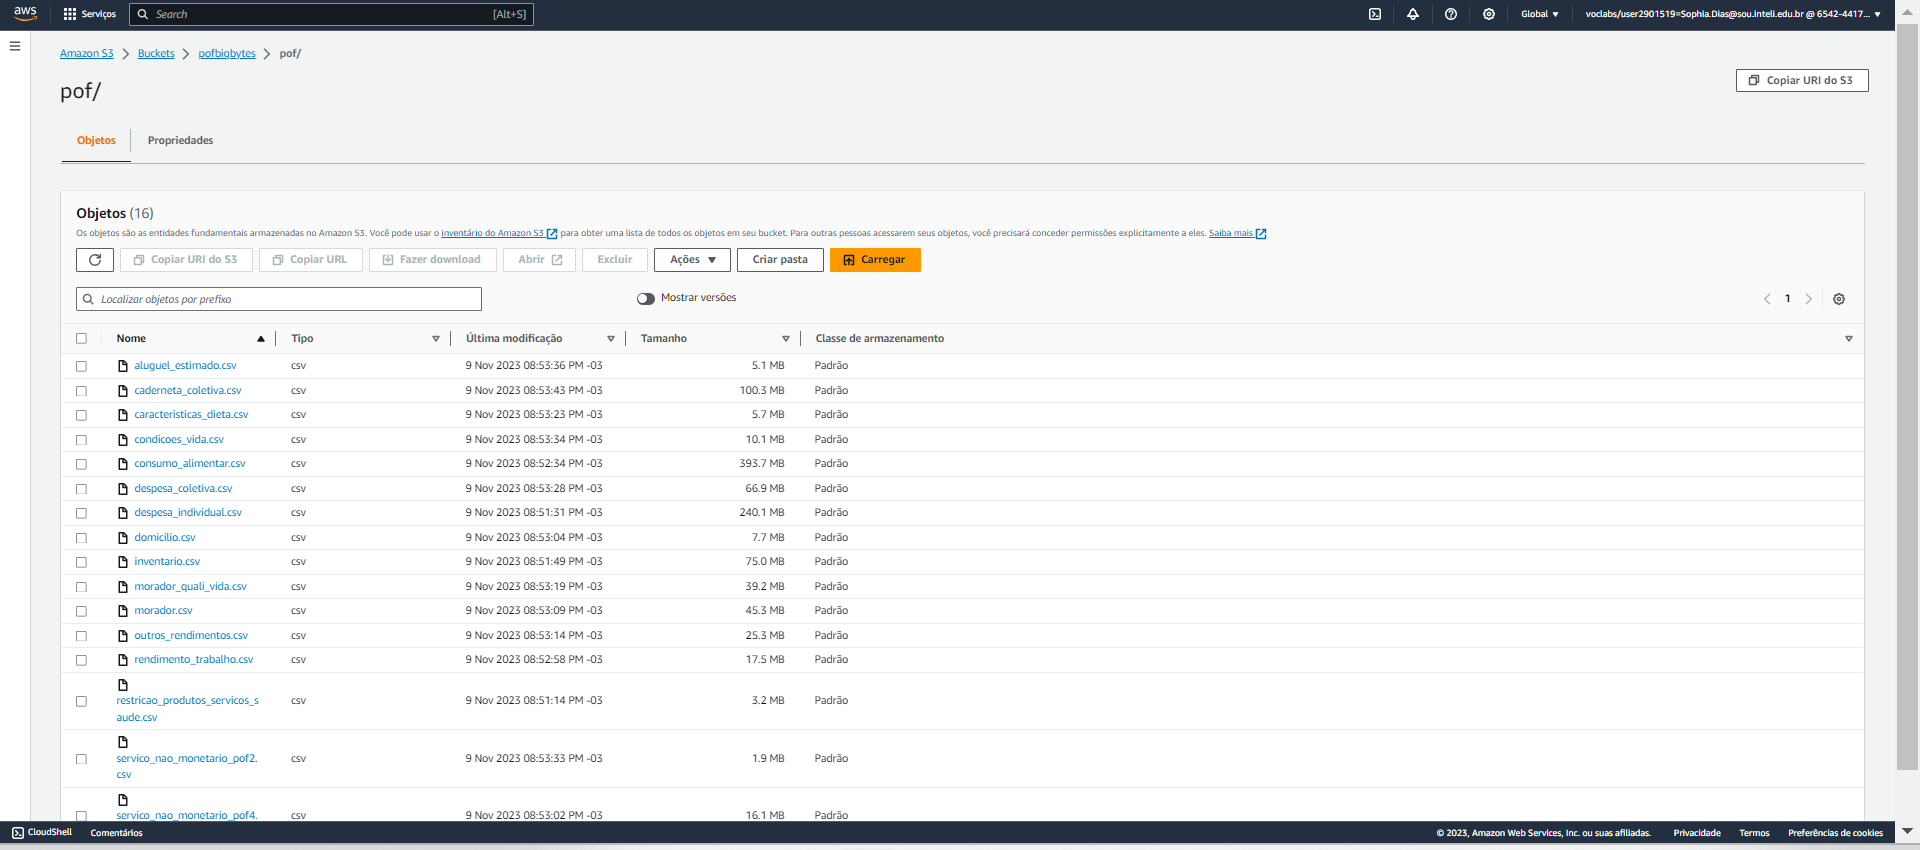 aws Serviços Search [Alt+S] Global voclabs/user2901519=Sophia.Dias@sou.inteli.edu.br @ 6542-4417...
Amazon S3 > Buckets > pofbigbytes > pof/
pof/
Copiar URI do S3
Objetos Propriedades
Objetos (16)
Os objetos são as entidades fundamentais armazenadas no Amazon S3. Você pode usar o inventário do Amazon S3 para obter uma lista de todos os objetos em seu bucket. Para outras pessoas acessarem seus objetos, você precisará conceder permissões explicitamente a eles. Saiba mais
Copiar URI do S3 Copiar URL Fazer download Abrir Excluir Ações Criar pasta Carregar
Localizar objetos por prefixo Mostrar versões 1
Nome Tipo Última modificação Tamanho Classe de armazenamento
aluguel_estimado.csv csv 9 Nov 2023 08:53:36 PM -03 5.1 MB Padrão
caderneta_coletiva.csv csv 9 Nov 2023 08:53:43 PM -03 100.3 MB Padrão
caracteristicas_dieta.csv csv 9 Nov 2023 08:53:23 PM -03 5.7 MB Padrão
condicoes_vida.csv csv 9 Nov 2023 08:53:34 PM -03 10.1 MB Padrão
consumo_alimentar.csv csv 9 Nov 2023 08:52:34 PM -03 393.7 MB Padrão
despesa_coletiva.csv csv 9 Nov 2023 08:53:28 PM -03 66.9 MB Padrão
despesa_individual.csv csv 9 Nov 2023 08:51:31 PM -03 240.1 MB Padrão
domicilio.csv csv 9 Nov 2023 08:53:04 PM -03 7.7 MB Padrão
inventario.csv csv 9 Nov 2023 08:51:49 PM -03 75.0 MB Padrão
morador_quali_vida.csv csv 9 Nov 2023 08:53:19 PM -03 39.2 MB Padrão
morador.csv csv 9 Nov 2023 08:53:09 PM -03 45.3 MB Padrão
outros_rendimentos.csv csv 9 Nov 2023 08:53:14 PM -03 25.3 MB Padrão
rendimento_trabalho.csv csv 9 Nov 2023 08:52:58 PM -03 17.5 MB Padrão
restricao_produtos_servicos_s csv 9 Nov 2023 08:51:14 PM -03 3.2 MB Padrão
aude.csv
servico_nao_monetario_pof2. csv 9 Nov 2023 08:53:33 PM -03 1.9 MB Padrão
csv
servico_nao_monetario_pof4. csv 9 Nov 2023 08:53:02 PM -03 16.1 MB Padrão
CloudShell Comentários © 2023, Amazon Web Services, Inc. ou suas afiliadas. Privacidade Termos Preferências de cookies